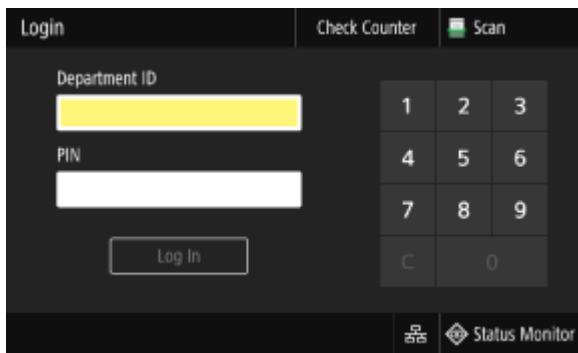 Login
Check Counter
Scan
Department ID
PIN
Log In
1 2 3
4 5 6
7 8 9
C 0
Status Monitor